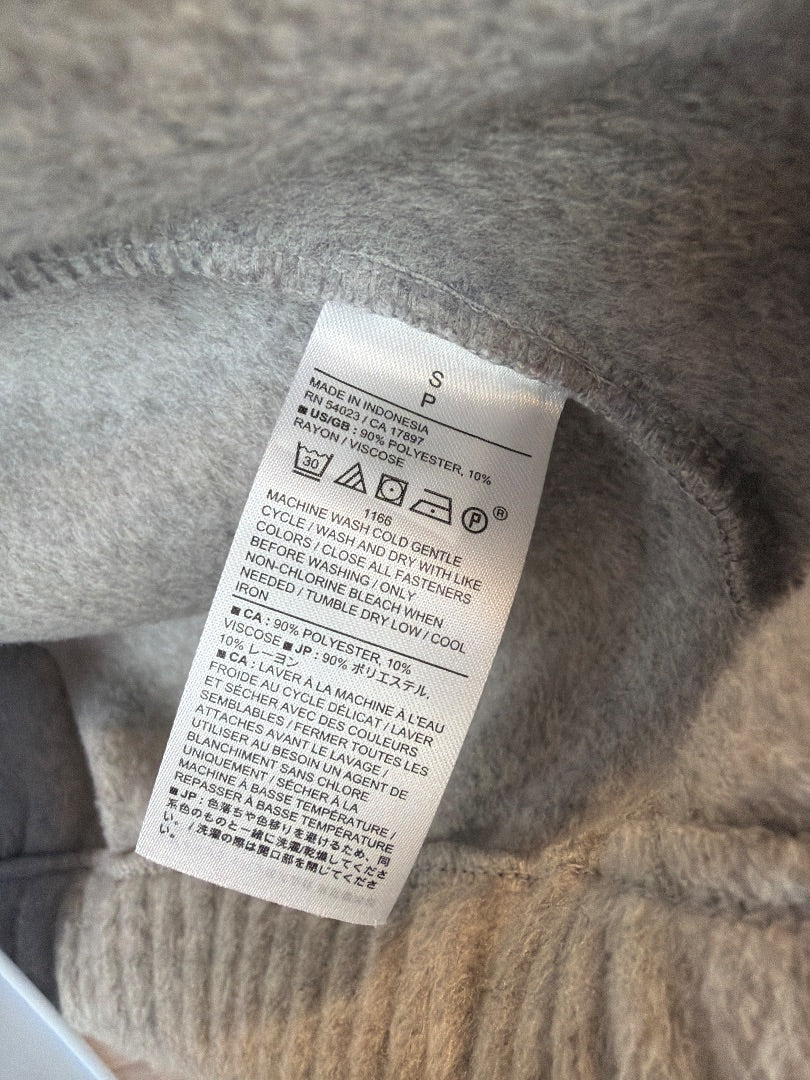 S
P
MADE IN INDONESIA
RN 54023 / CA 17897
■ US/GB : 90% POLYESTER, 10%
RAYON / VISCOSE
30 P ®
1166
MACHINE WASH COLD GENTLE
CYCLE / WASH AND DRY WITH LIKE
COLORS / CLOSE ALL FASTENERS
BEFORE WASHING / ONLY
NON-CHLORINE BLEACH WHEN
NEEDED / TUMBLE DRY LOW / COOL
IRON
■ CA : 90% POLYESTER, 10%
VISCOSE ■ JP : 90% ポリエステル,
10% レーヨン
■ CA : LAVER À LA MACHINE À L'EAU
FROIDE AU CYCLE DÉLICAT / LAVER
ET SÉCHER AVEC DES COULEURS
SEMBLABLES / FERMER TOUTES LES
ATTACHES AVANT LE LAVAGE /
UTILISER AU BESOIN UN AGENT DE
BLANCHIMENT SANS CHLORE
UNIQUEMENT / SÉCHER À LA
MACHINE À BASSE TEMPÉRATURE /
REPASSER À BASSE TEMPÉRATURE
■ JP : 色落ちや色移りを避けるため、同
系色のものと一緒に洗濯/乾燥してくださ
い。 / 洗濯の際は開口部を閉じてくださ
い。